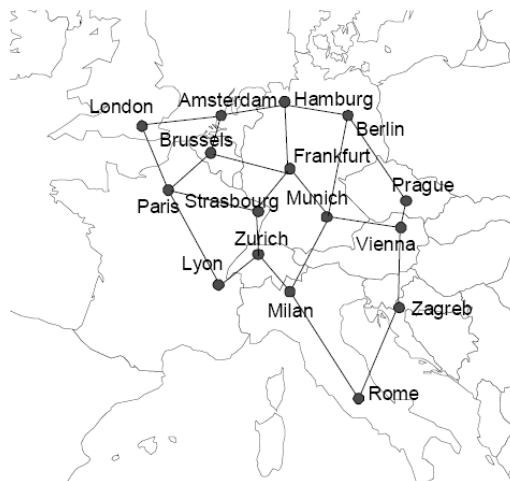 London
Amsterdam
Hamburg
Berlin
Brussels
Frankfurt
Paris
Strasbourg
Munich
Prague
Zurich
Vienna
Lyon
Milan
Zagreb
Rome